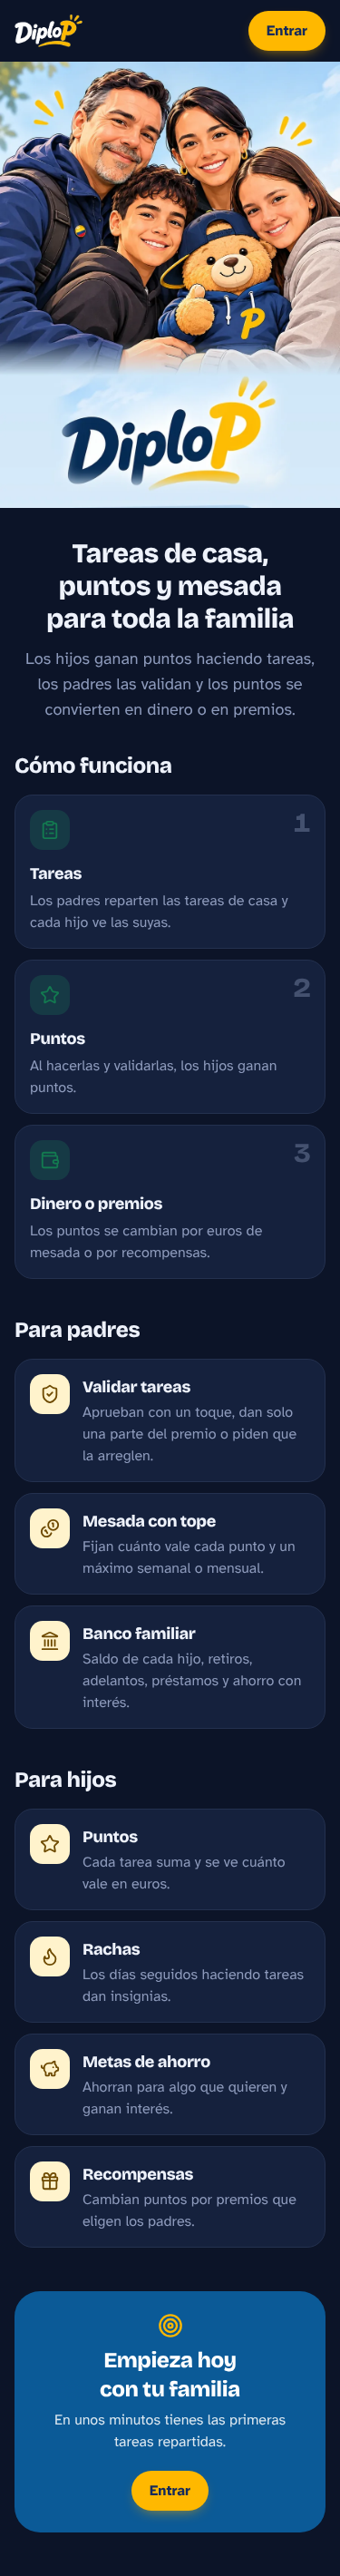 DiploP
Entrar
P
DiploP
Tareas de casa,
puntos y mesada
para toda la familia
Los hijos ganan puntos haciendo tareas,
los padres las validan y los puntos se
convierten en dinero o en premios.
Cómo funciona
1
Tareas
Los padres reparten las tareas de casa y
cada hijo ve las suyas.
2
Puntos
Al hacerlas y validarlas, los hijos ganan
puntos.
3
Dinero o premios
Los puntos se cambian por euros de
mesada o por recompensas.
Para padres
Validar tareas
Aprueban con un toque, dan solo
una parte del premio o piden que
la arreglen.
Mesada con tope
Fijan cuánto vale cada punto y un
máximo semanal o mensual.
Banco familiar
Saldo de cada hijo, retiros,
adelantos, préstamos y ahorro con
interés.
Para hijos
Puntos
Cada tarea suma y se ve cuánto
vale en euros.
Rachas
Los días seguidos haciendo tareas
dan insignias.
Metas de ahorro
Ahorran para algo que quieren y
ganan interés.
Recompensas
Cambian puntos por premios que
eligen los padres.
Empieza hoy
con tu familia
En unos minutos tienes las primeras
tareas repartidas.
Entrar